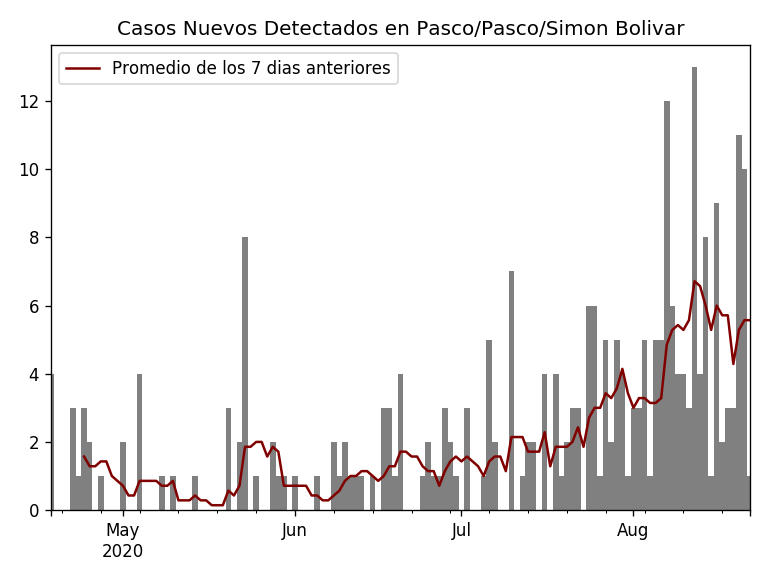 Casos Nuevos Detectados en Pasco/Pasco/Simon Bolivar
Promedio de los 7 dias anteriores
12
10
8
6
4
2
0
May Jun Jul Aug
2020